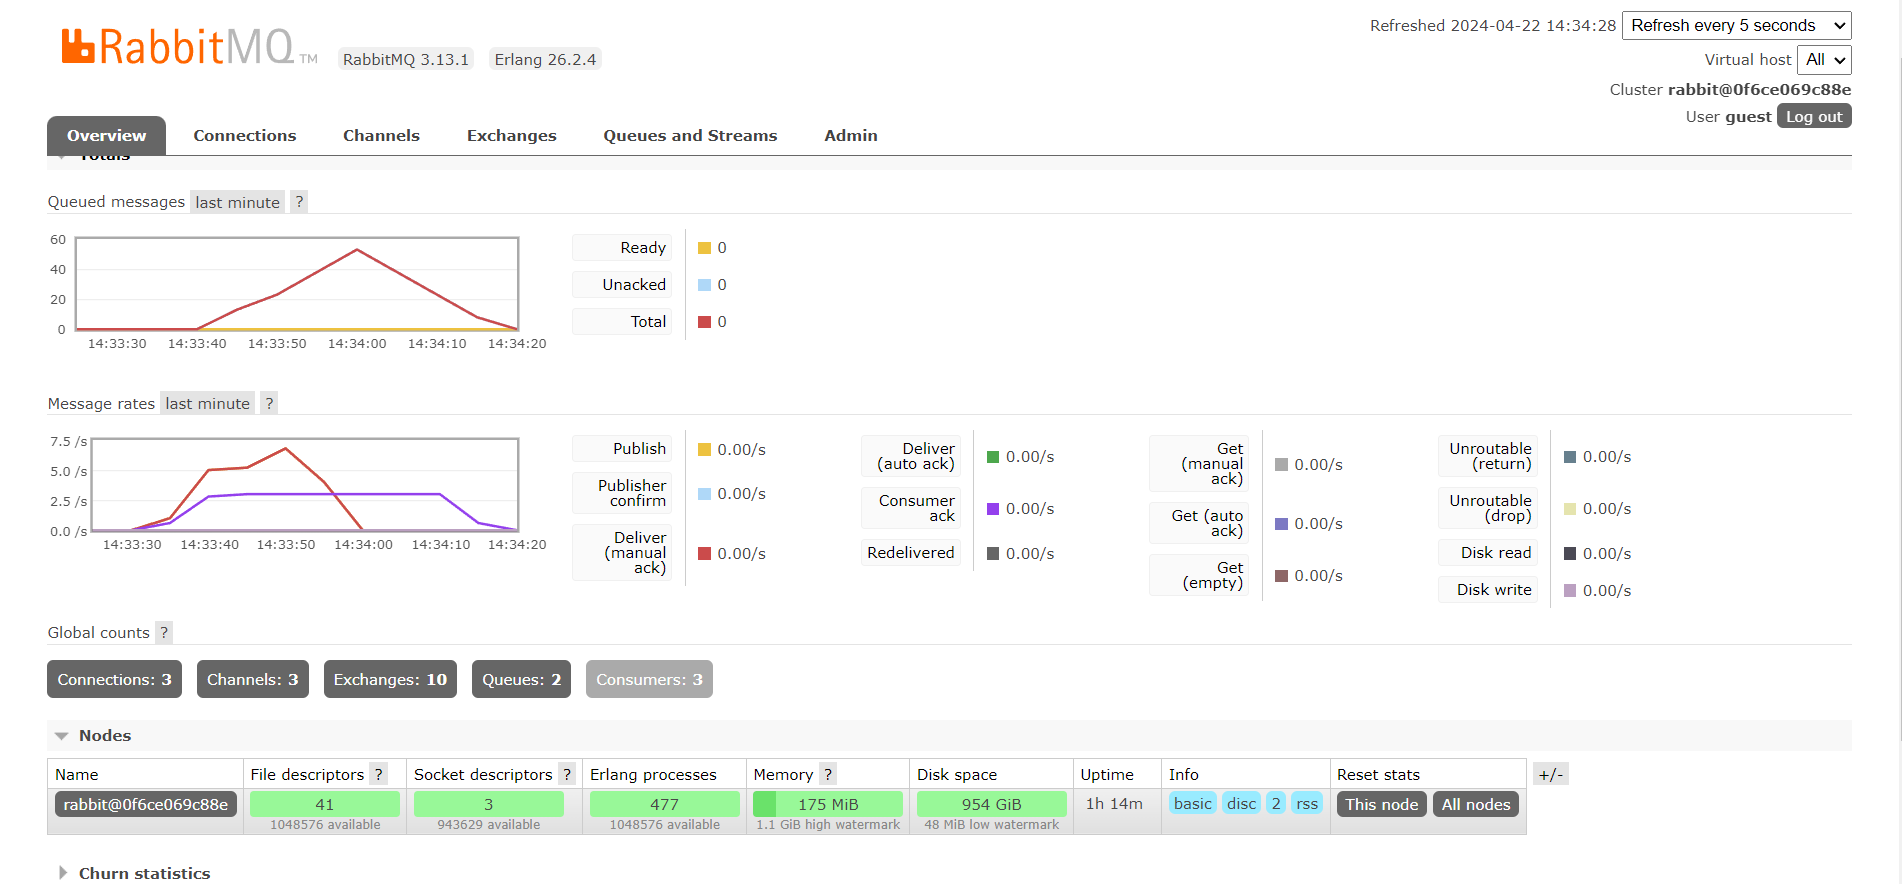 RabbitMQ TM RabbitMQ 3.13.1 Erlang 26.2.4
Refreshed 2024-04-22 14:34:28 Refresh every 5 seconds
Virtual host All
Cluster rabbit@0f6ce069c88e
User guest Log out
Overview Connections Channels Exchanges Queues and Streams Admin
Totals
Queued messages last minute ?
60
40
20
0
14:33:30 14:33:40 14:33:50 14:34:00 14:34:10 14:34:20
Ready 0
Unacked 0
Total 0
Message rates last minute ?
7.5 /s
5.0 /s
2.5 /s
0.0 /s
14:33:30 14:33:40 14:33:50 14:34:00 14:34:10 14:34:20
Publish 0.00/s
Publisher
confirm 0.00/s
Deliver
(manual
ack) 0.00/s
Deliver
(auto ack) 0.00/s
Consumer
ack 0.00/s
Redelivered 0.00/s
Get
(manual
ack) 0.00/s
Get (auto
ack) 0.00/s
Get
(empty) 0.00/s
Unroutable
(return) 0.00/s
Unroutable
(drop) 0.00/s
Disk read 0.00/s
Disk write 0.00/s
Global counts ?
Connections: 3 Channels: 3 Exchanges: 10 Queues: 2 Consumers: 3
Nodes
Name File descriptors ? Socket descriptors ? Erlang processes Memory ? Disk space Uptime Info Reset stats +/-
rabbit@0f6ce069c88e 41 3 477 175 MiB 954 GiB 1h 14m basic disc 2 rss This node All nodes
1048576 available 943629 available 1048576 available 1.1 GiB high watermark 48 MiB low watermark
Churn statistics